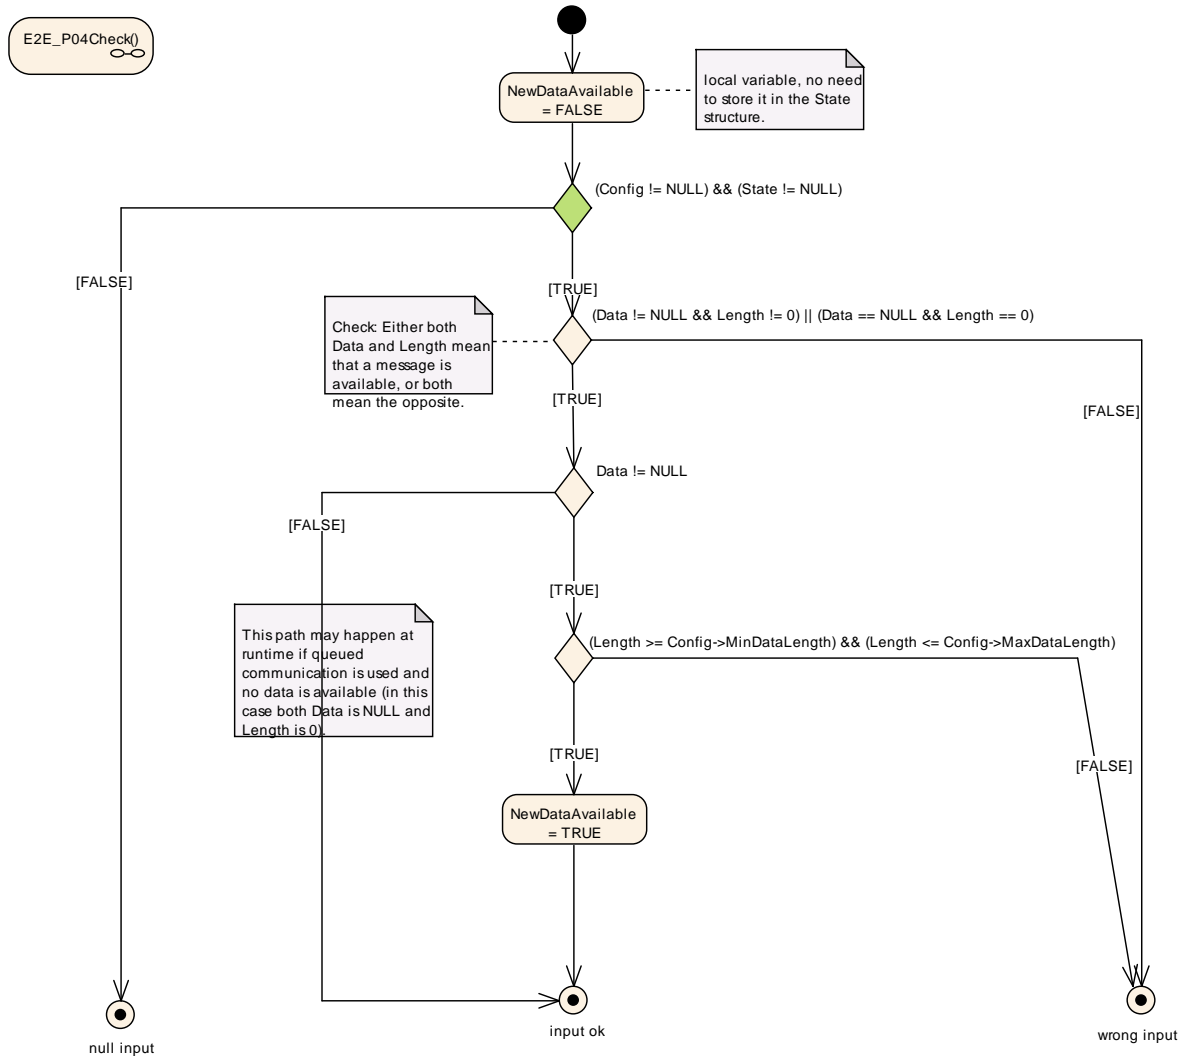 E2E_P04Check()
NewDataAvailable
= FALSE
local variable, no need
to store it in the State
structure.
(Config != NULL) && (State != NULL)
[FALSE]
[TRUE]
(Data != NULL && Length != 0) || (Data == NULL && Length == 0)
Check: Either both
Data and Length mean
that a message is
available, or both
mean the opposite.
[TRUE]
[FALSE]
Data != NULL
[FALSE]
[TRUE]
This path may happen at
runtime if queued
communication is used and
no data is available (in this
case both Data is NULL and
Length is 0).
(Length >= Config->MinDataLength) && (Length <= Config->MaxDataLength)
[TRUE]
[FALSE]
NewDataAvailable
= TRUE
null input
input ok
wrong input